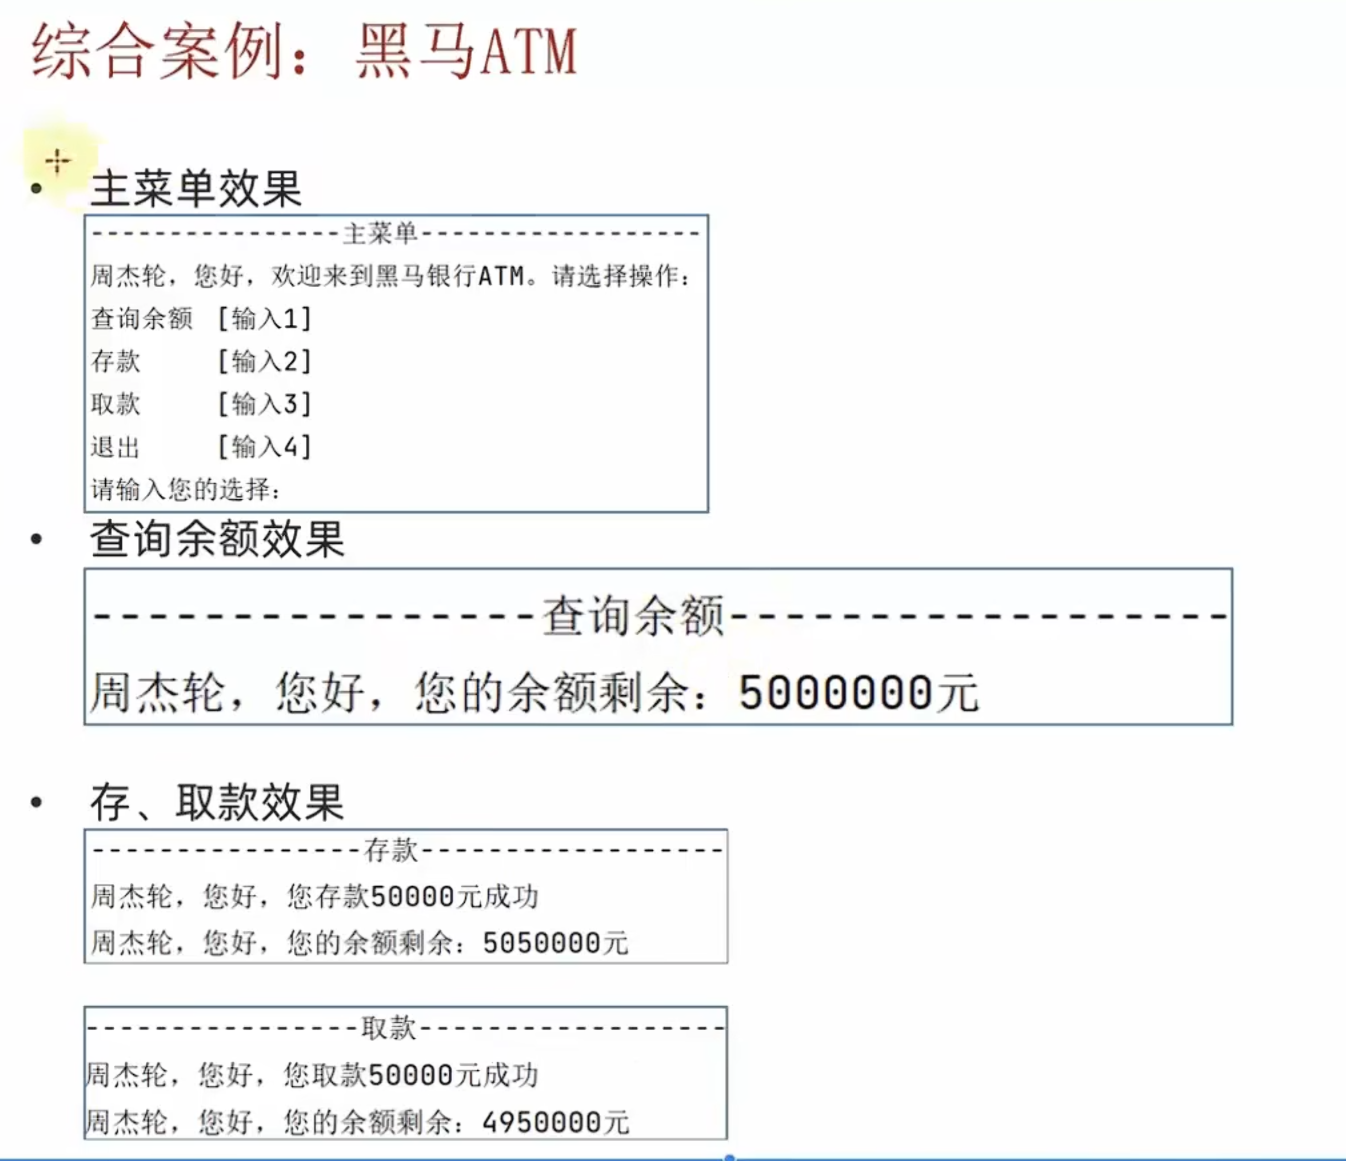 综合案例：黑马ATM
• 主菜单效果
----------------主菜单------------------
周杰轮，您好，欢迎来到黑马银行ATM。请选择操作：
查询余额 [输入1]
存款 [输入2]
取款 [输入3]
退出 [输入4]
请输入您的选择：
• 查询余额效果
----------------查询余额------------------
周杰轮，您好，您的余额剩余：5000000元
• 存、取款效果
----------------存款------------------
周杰轮，您好，您存款50000元成功
周杰轮，您好，您的余额剩余：5050000元
----------------取款------------------
周杰轮，您好，您取款50000元成功
周杰轮，您好，您的余额剩余：4950000元